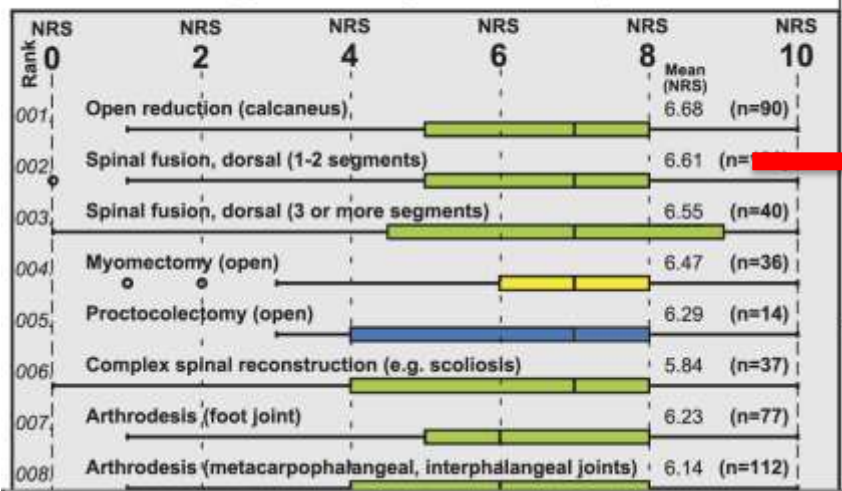 NRS NRS NRS NRS NRS NRS
Rank 0 2 4 6 8 10
Mean (NRS)
001, Open reduction (calcaneus) 6.68 (n=90)
002 Spinal fusion, dorsal (1-2 segments) 6.61
003, Spinal fusion, dorsal (3 or more segments) 6.55 (n=40)
004) Myomectomy (open) 6.47 (n=36)
005, Proctocolectomy (open) 6.29 (n=14)
006 Complex spinal reconstruction (e.g. scoliosis) 5.84 (n=37)
007, Arthrodesis (foot joint) 6.23 (n=77)
008) Arthrodesis (metacarpophalangeal, interphalangeal joints) 6.14 (n=112)